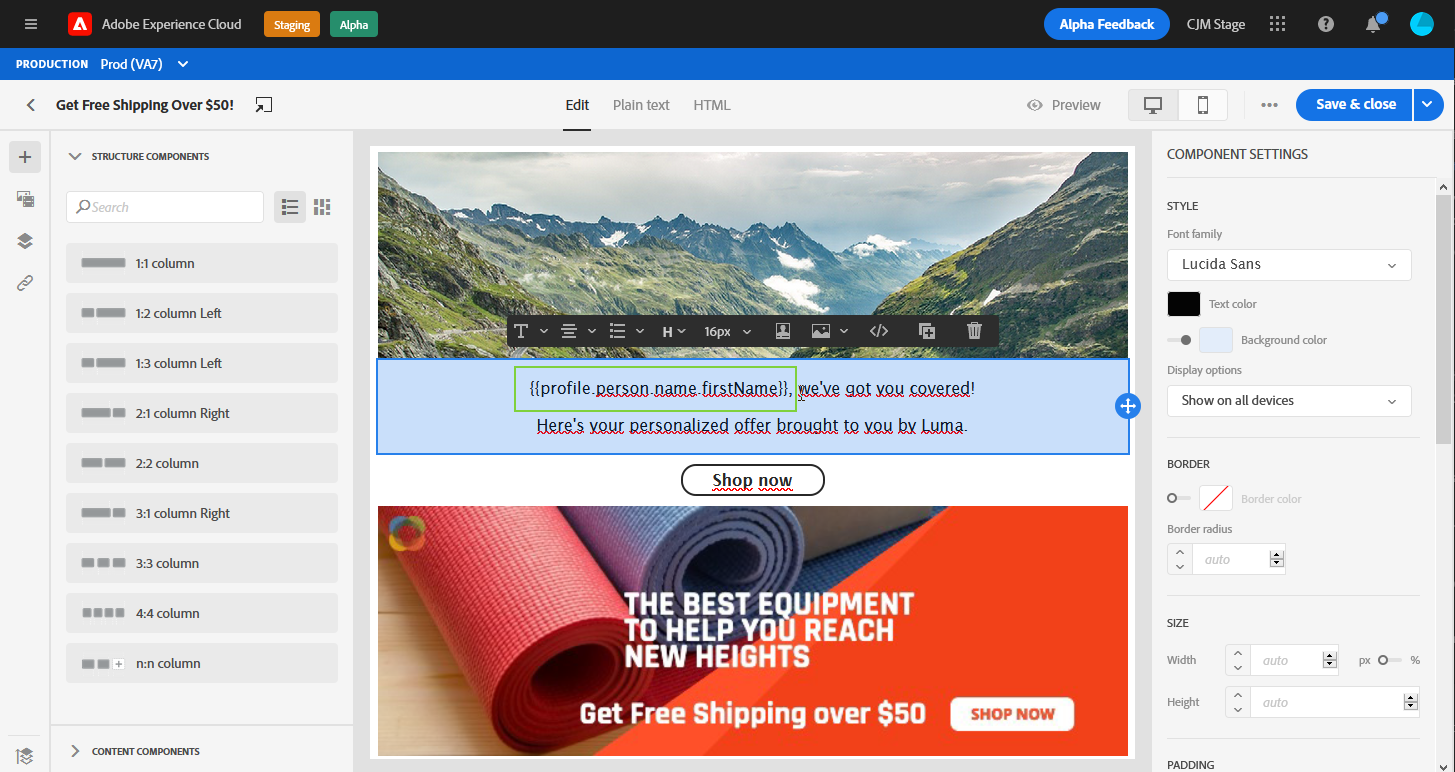 Adobe Experience Cloud
Staging
Alpha
Alpha Feedback
CJM Stage
PRODUCTION Prod (VA7)
Get Free Shipping Over $50!
Edit
Plain text
HTML
Preview
Save & close
STRUCTURE COMPONENTS
Search
1:1 column
1:2 column Left
1:3 column Left
2:1 column Right
2:2 column
3:1 column Right
3:3 column
4:4 column
n:n column
CONTENT COMPONENTS
H
16px
{{profile.person.name.firstName}}, we've got you covered!
Here's your personalized offer brought to you by Luma.
Shop now
THE BEST EQUIPMENT
TO HELP YOU REACH
NEW HEIGHTS
Get Free Shipping over $50
SHOP NOW
COMPONENT SETTINGS
STYLE
Font family
Lucida Sans
Text color
Background color
Display options
Show on all devices
BORDER
Border color
Border radius
auto
SIZE
Width auto px %
Height auto
PADDING